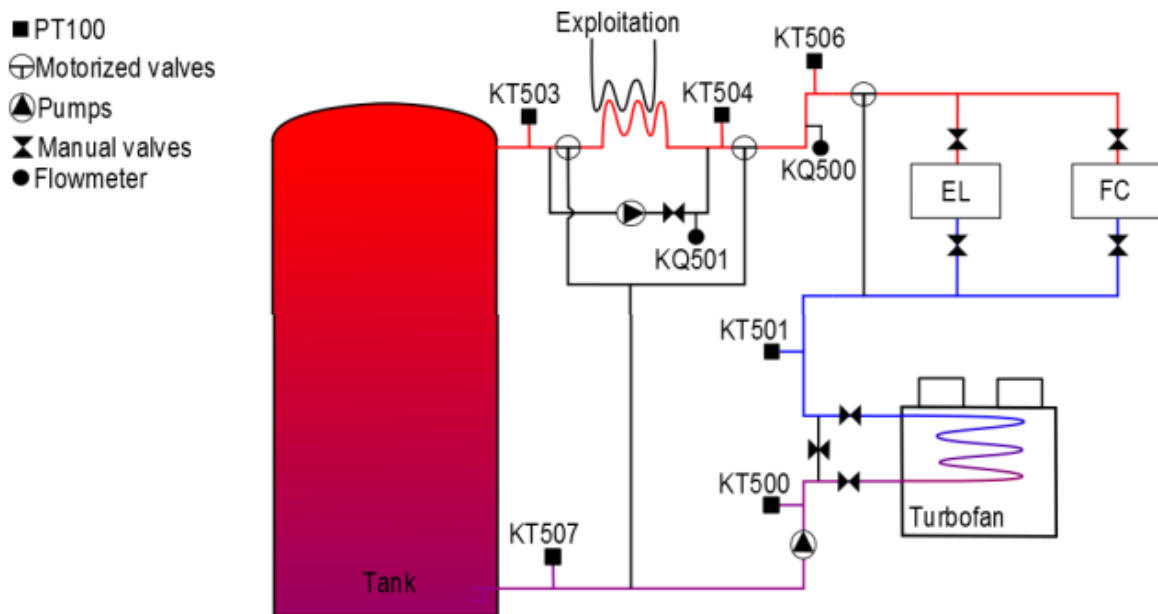 PT100
Motorized valves
Pumps
Manual valves
Flowmeter
Exploitation
KT503
KT504
KT506
KQ500
KQ501
EL
FC
KT501
KT500
Turbofan
KT507
Tank